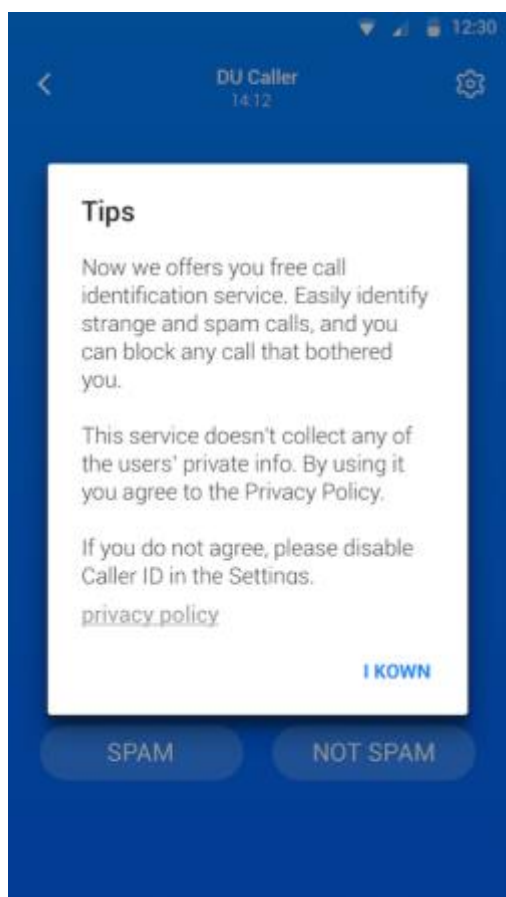 12:30
DU Caller
14:12
Tips
Now we offers you free call
identification service. Easily identify
strange and spam calls, and you
can block any call that bothered
you.
This service doesn't collect any of
the users' private info. By using it
you agree to the Privacy Policy.
If you do not agree, please disable
Caller ID in the Settings.
privacy policy
I KOWN
SPAM NOT SPAM